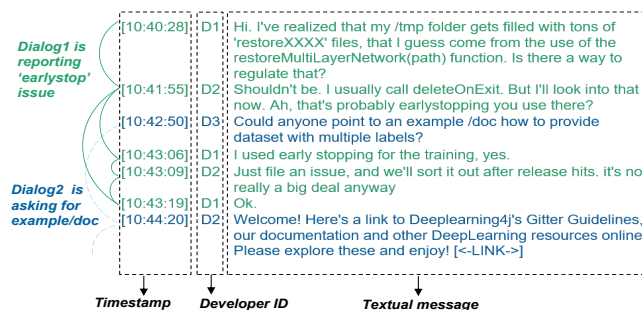 Dialog1 is
reporting
‘earlystop’
issue
Dialog2 is
asking for
example/doc
[10:40:28] D1 Hi. I've realized that my /tmp folder gets filled with tons of
'restoreXXXX' files, that I guess come from the use of the
restoreMultiLayerNetwork(path) function. Is there a way to
regulate that?
[10:41:55] D2 Shouldn't be. I usually call deleteOnExit. But I'll look into that
now. Ah, that's probably earlystopping you use there?
[10:42:50] D3 Could anyone point to an example /doc how to provide
dataset with multiple labels?
[10:43:06] D1 I used early stopping for the training, yes.
[10:43:09] D2 Just file an issue, and we'll sort it out after release hits. it's no
really a big deal anyway
[10:43:19] D1 Ok.
[10:44:20] D2 Welcome! Here's a link to Deeplearning4j's Gitter Guidelines,
our documentation and other DeepLearning resources online
Please explore these and enjoy! [<-LINK->]
Timestamp Developer ID Textual message